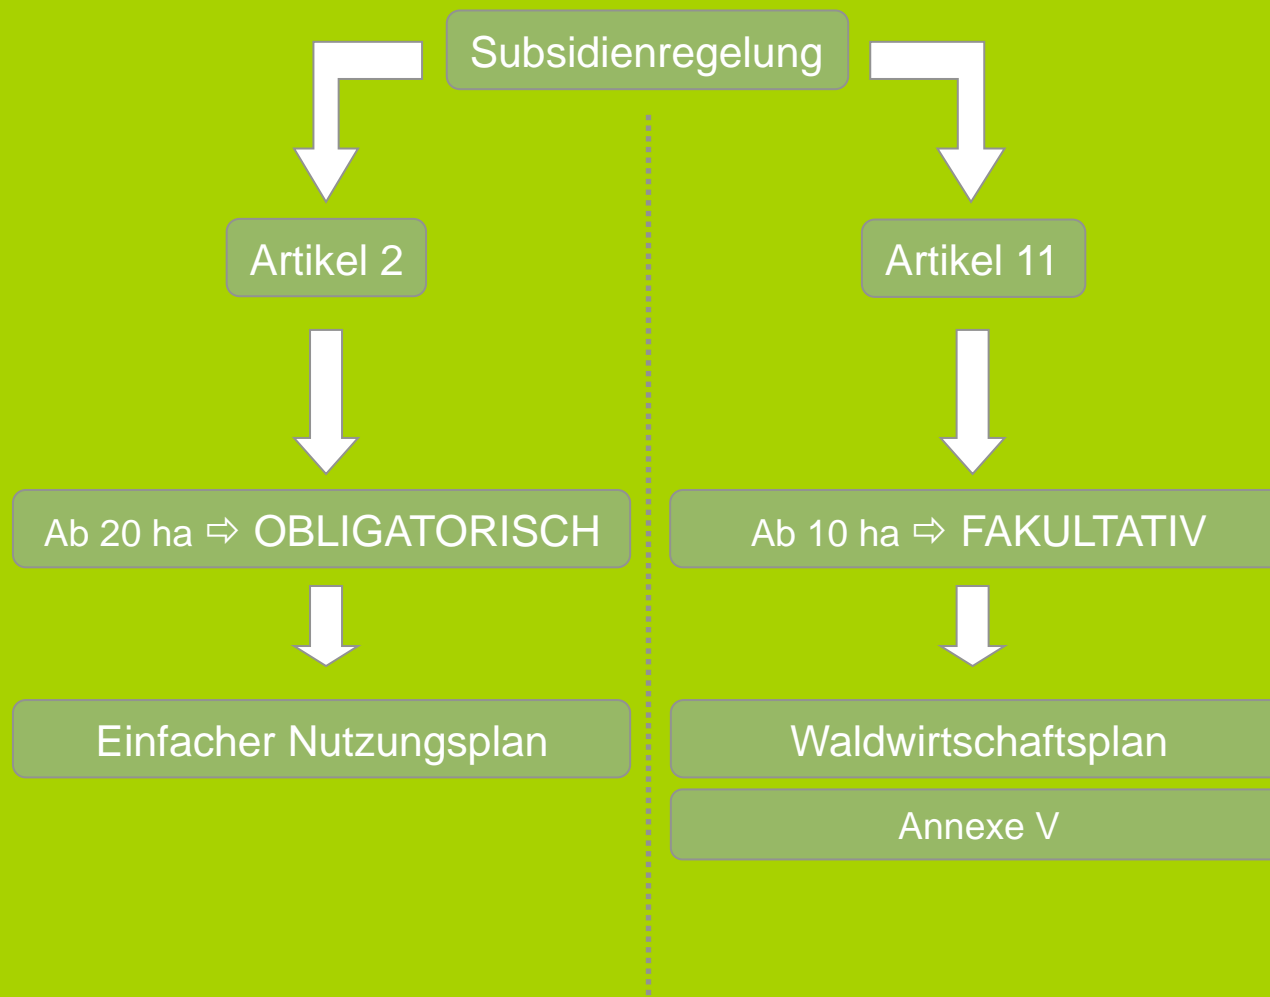 Subsidienregelung
Artikel 2
Artikel 11
Ab 20 ha ⇨ OBLIGATORISCH
Ab 10 ha ⇨ FAKULTATIV
Einfacher Nutzungsplan
Waldwirtschaftsplan
Annexe V